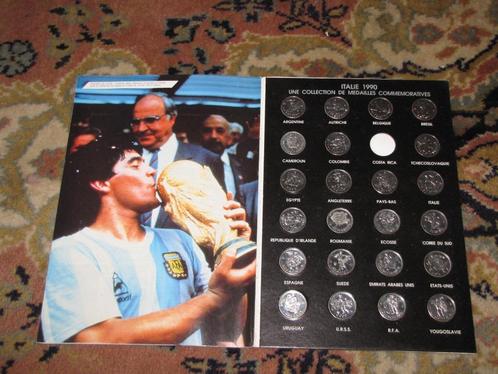 ITALIE 1990
UNE COLLECTION DE MEDAILLES COMMEMORATIVES
ARGENTINE AUTRICHE BELGIQUE BRESIL
CAMEROUN COLOMBIE COSTA RICA TCHECOSLOVAQUIE
EGYPTE ANGLETERRE PAYS-BAS ITALIE
REPUBLIQUE D'IRLANDE ROUMANIE ECOSSE COREE DU SUD
ESPAGNE SUEDE EMIRATS ARABES UNIS ETATS-UNIS
URUGUAY U.R.S.S. R.F.A. YOUGOSLAVIE